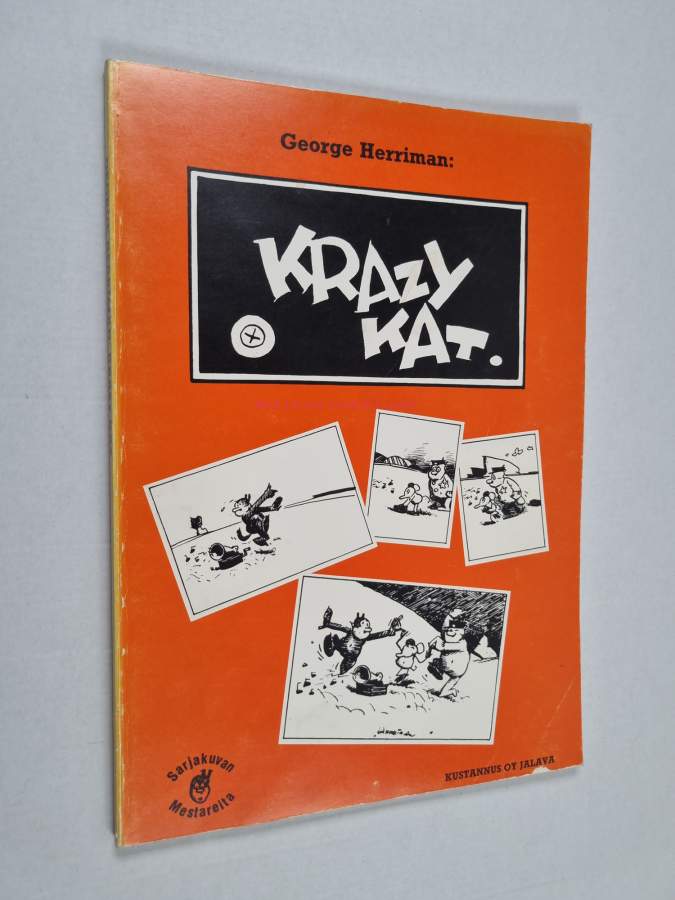 George Herriman:
KRAZY
KAT.
Sarjakuvan
Mestareita
KUSTANNUS OY JALAVA